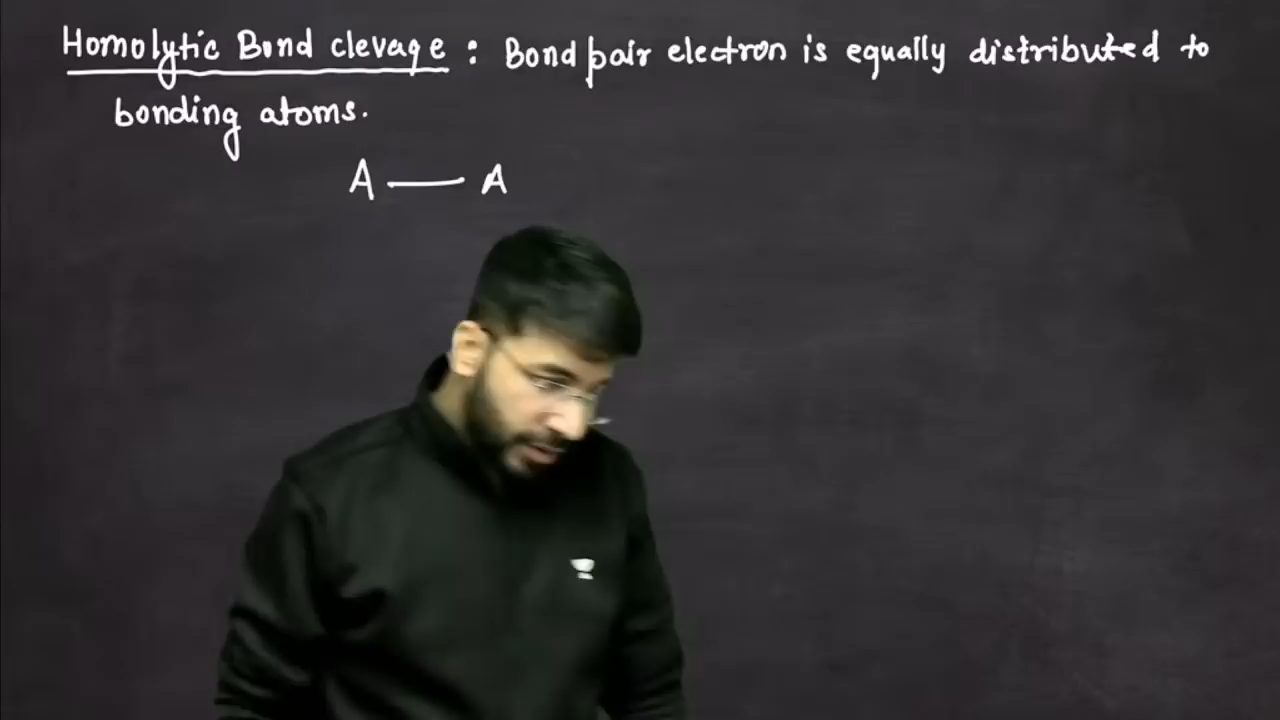 Homolytic Bond clevage : Bond pair electron is equally distributed to
bonding atoms.
A — A